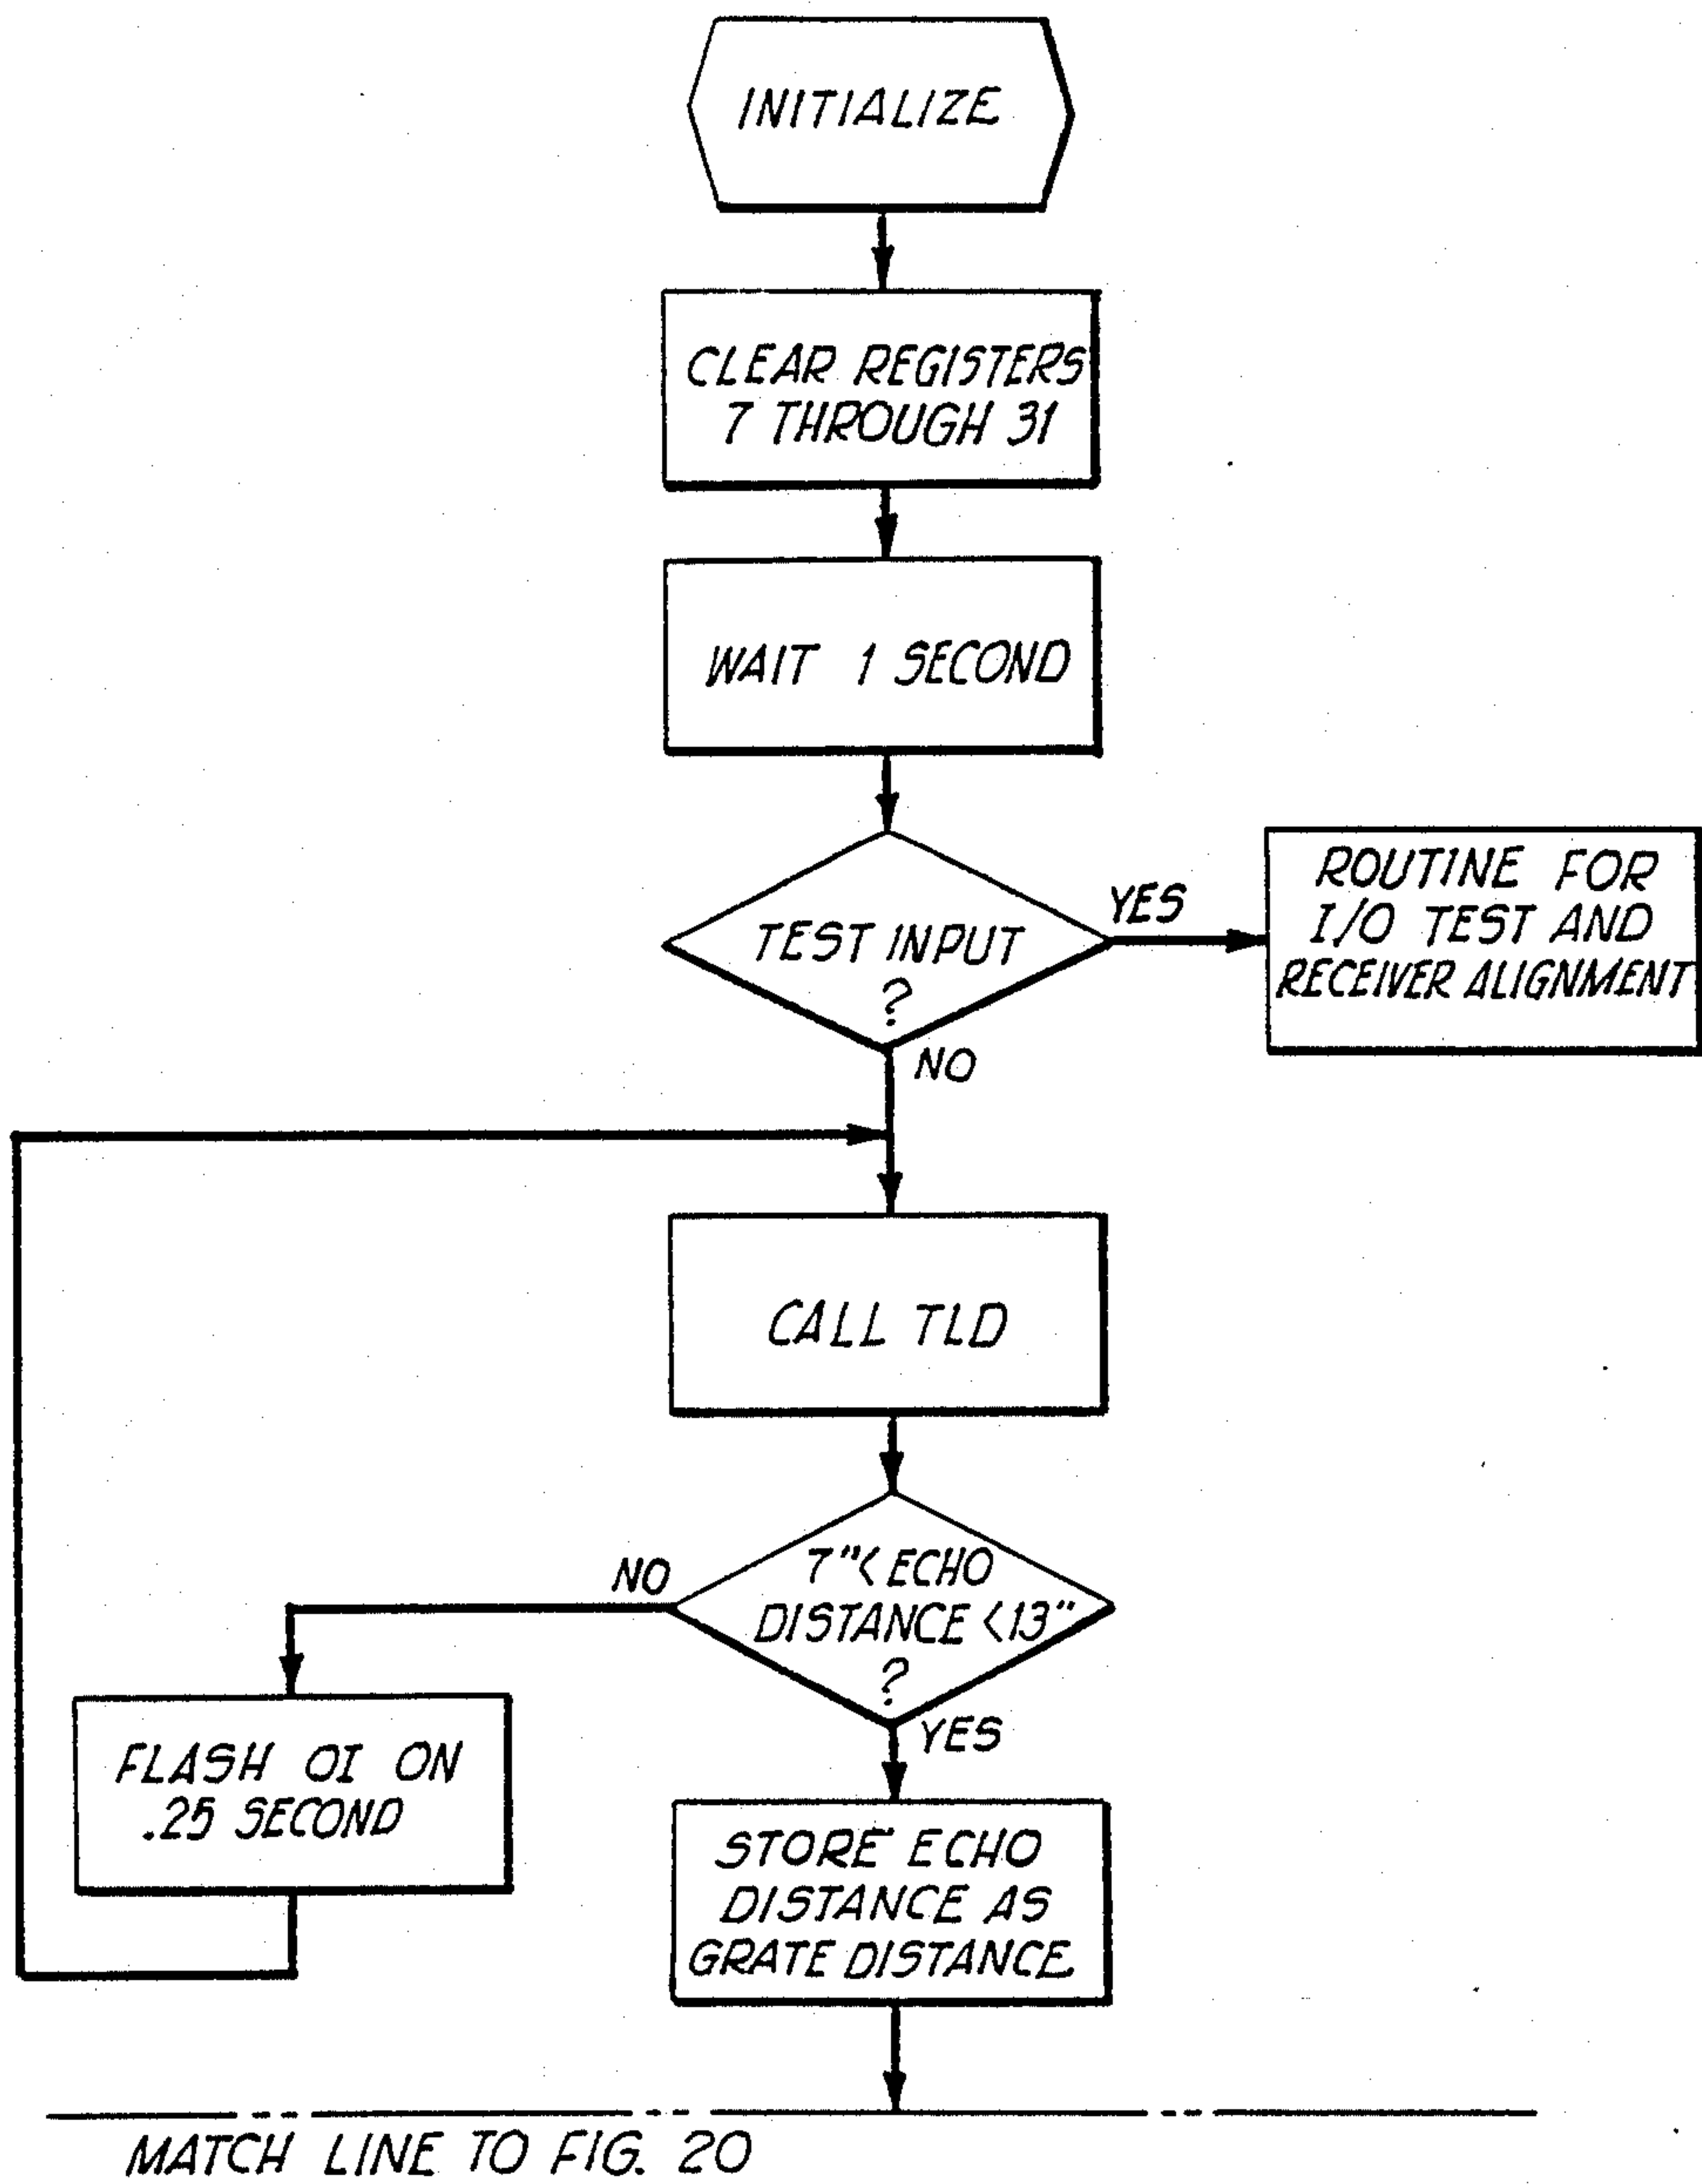 INITIALIZE
CLEAR REGISTERS
7 THROUGH 31
WAIT 1 SECOND
TEST INPUT
?
YES
ROUTINE FOR
I/O TEST AND
RECEIVER ALIGNMENT
NO
CALL TLD
7"< ECHO
DISTANCE <13"
?
NO
YES
FLASH OI ON
.25 SECOND
STORE ECHO
DISTANCE AS
GRATE DISTANCE
MATCH LINE TO FIG. 20